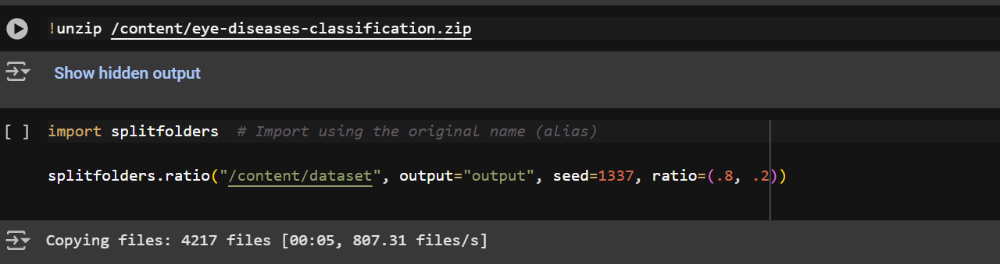 !unzip /content/eye-diseases-classification.zip
Show hidden output
[ ] import splitfolders  # Import using the original name (alias)
splitfolders.ratio("/content/dataset", output="output", seed=1337, ratio=(.8, .2))
Copying files: 4217 files [00:05, 807.31 files/s]